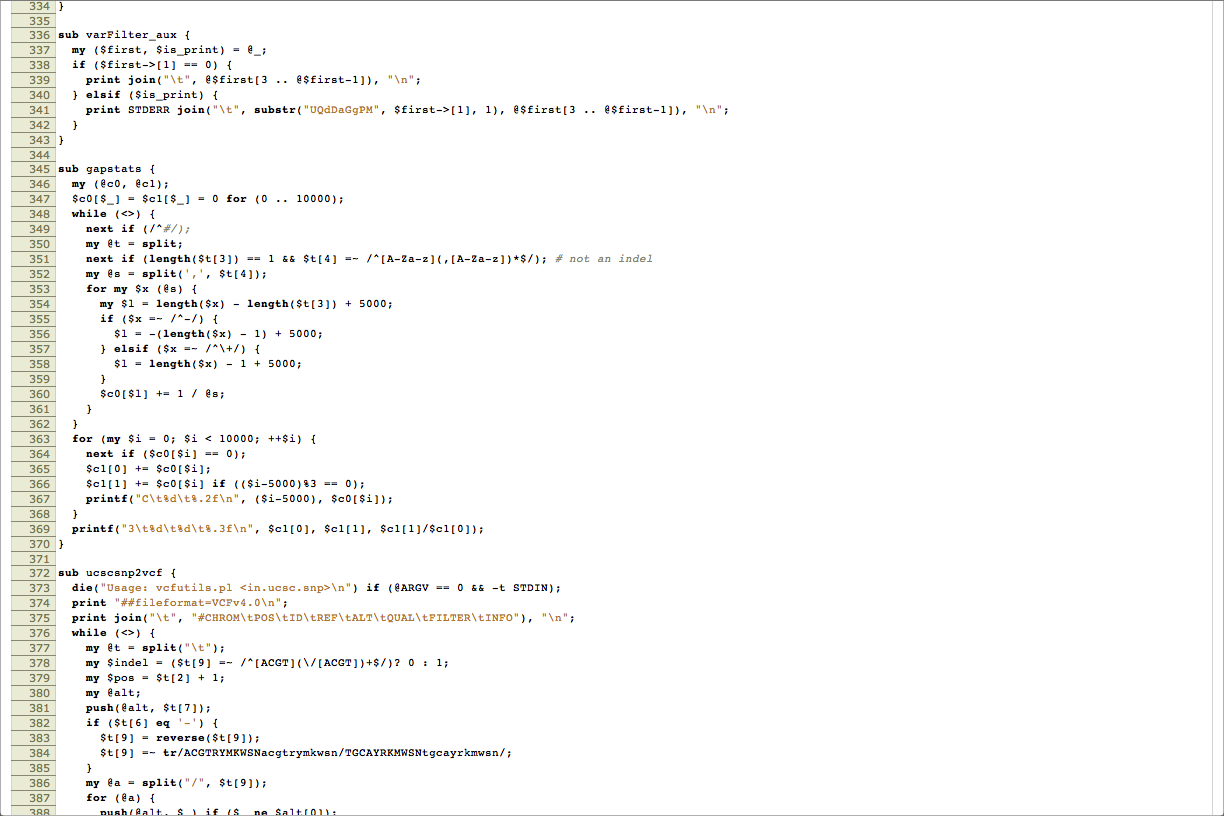 334 }
335
336 sub varFilter_aux {
337   my ($first, $is_print) = @_;
338   if ($first->[1] == 0) {
339     print join("\t", @$first[3 .. @$first-1]), "\n";
340   } elsif ($is_print) {
341     print STDERR join("\t", substr("UQdDaGgPM", $first->[1], 1), @$first[3 .. @$first-1]), "\n";
342   }
343 }
344
345 sub gapstats {
346   my (@c0, @c1);
347   $c0[$_] = $c1[$_] = 0 for (0 .. 10000);
348   while (<>) {
349     next if (/^#/);
350     my @t = split;
351     next if (length($t[3]) == 1 && $t[4] =~ /^[A-Za-z](,[A-Za-z])*$/); # not an indel
352     my @s = split(',', $t[4]);
353     for my $x (@s) {
354       my $l = length($x) - length($t[3]) + 5000;
355       if ($x =~ /^-/) {
356         $l = -(length($x) - 1) + 5000;
357       } elsif ($x =~ /^\+/) {
358         $l = length($x) - 1 + 5000;
359       }
360       $c0[$l] += 1 / @s;
361     }
362   }
363   for (my $i = 0; $i < 10000; ++$i) {
364     next if ($c0[$i] == 0);
365     $c1[0] += $c0[$i];
366     $c1[1] += $c0[$i] if (($i-5000)%3 == 0);
367     printf("C\t%d\t%.2f\n", ($i-5000), $c0[$i]);
368   }
369   printf("3\t%d\t%d\t%.3f\n", $c1[0], $c1[1], $c1[1]/$c1[0]);
370 }
371
372 sub ucscsnp2vcf {
373   die("Usage: vcfutils.pl <in.ucsc.snp>\n") if (@ARGV == 0 && -t STDIN);
374   print "##fileformat=VCFv4.0\n";
375   print join("\t", "#CHROM\tPOS\tID\tREF\tALT\tQUAL\tFILTER\tINFO"), "\n";
376   while (<>) {
377     my @t = split("\t");
378     my $indel = ($t[9] =~ /^[ACGT](\/[ACGT])+$/)? 0 : 1;
379     my $pos = $t[2] + 1;
380     my @alt;
381     push(@alt, $t[7]);
382     if ($t[6] eq '-') {
383       $t[9] = reverse($t[9]);
384       $t[9] =~ tr/ACGTRYMKWSNacgtrymkwsn/TGCAYRKMWSNtgcayrkmwsn/;
385     }
386     my @a = split("/", $t[9]);
387     for (@a) {
388       push(@alt, $_) if ($_ ne $alt[0]);